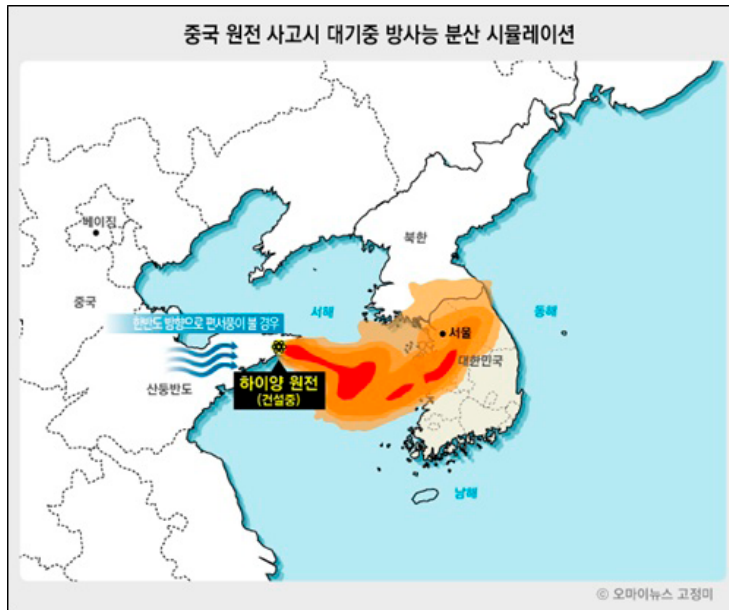 중국 원전 사고시 대기중 방사능 분산 시뮬레이션
베이징
북한
중국
서해
동해
한반도 방향으로 편서풍이 불 경우
서울
대한민국
하이양 원전
(건설중)
산둥반도
남해
© 오마이뉴스 고정미